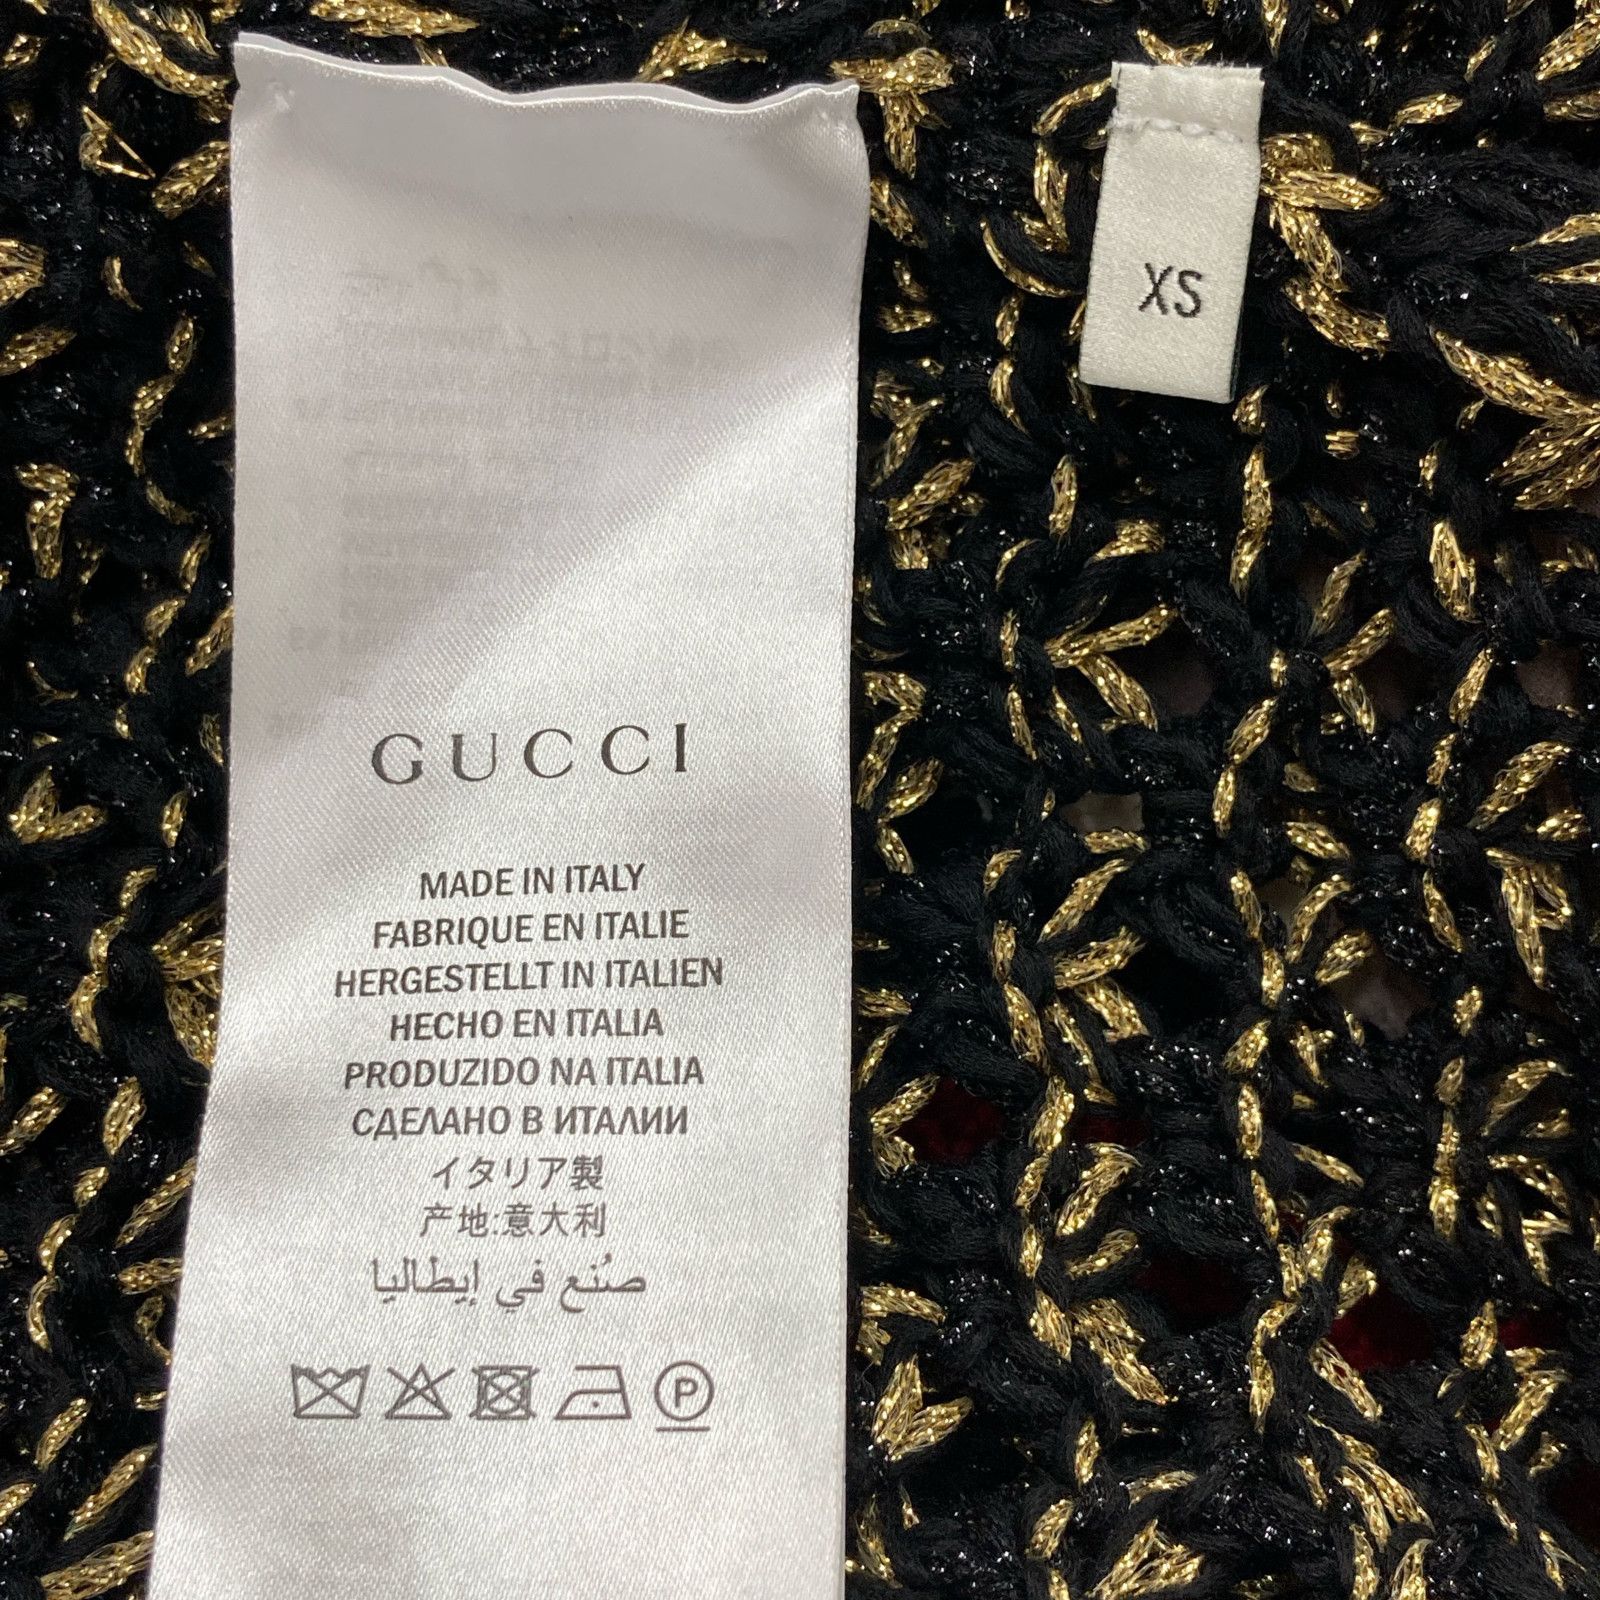 XS
GUCCI
MADE IN ITALY
FABRIQUE EN ITALIE
HERGESTELLT IN ITALIEN
HECHO EN ITALIA
PRODUZIDO NA ITALIA
СДЕЛАНО В ИТАЛИИ
イタリア製
产地:意大利
صُنع في إيطاليا
P